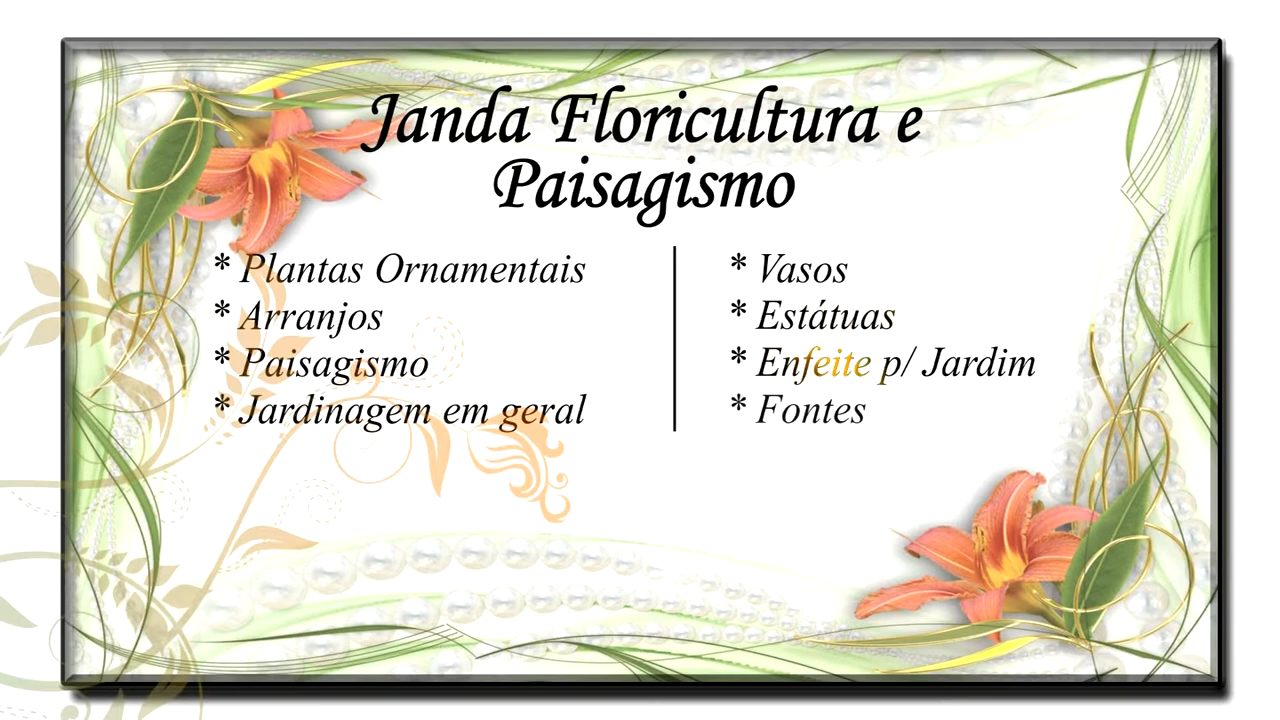 Janda Floricultura e
Paisagismo
* Plantas Ornamentais
* Arranjos
* Paisagismo
* Jardinagem em geral
* Vasos
* Estátuas
* Enfeite p/ Jardim
* Fontes